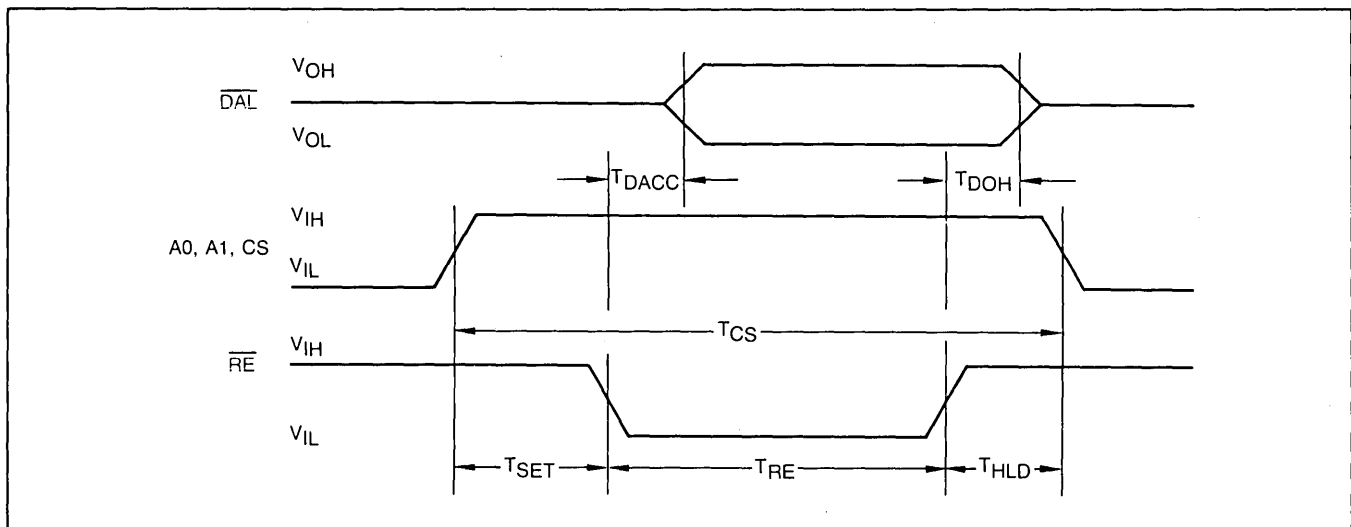 VOH
DAL
VOL
TDACC
TDOH
VIH
A0, A1, CS
VIL
TCS
VIH
RE
VIL
TSET
TRE
THLD